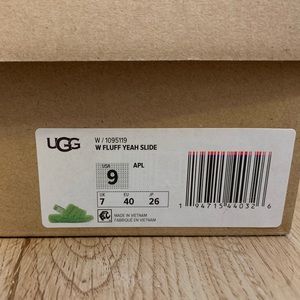 UGG
W / 1095119
W FLUFF YEAH SLIDE
USA
9
APL
UK
7
EU
40
JP
26
MADE IN VIETNAM
FABRIQUÉ EN VIETNAM
1 94715 44032 6